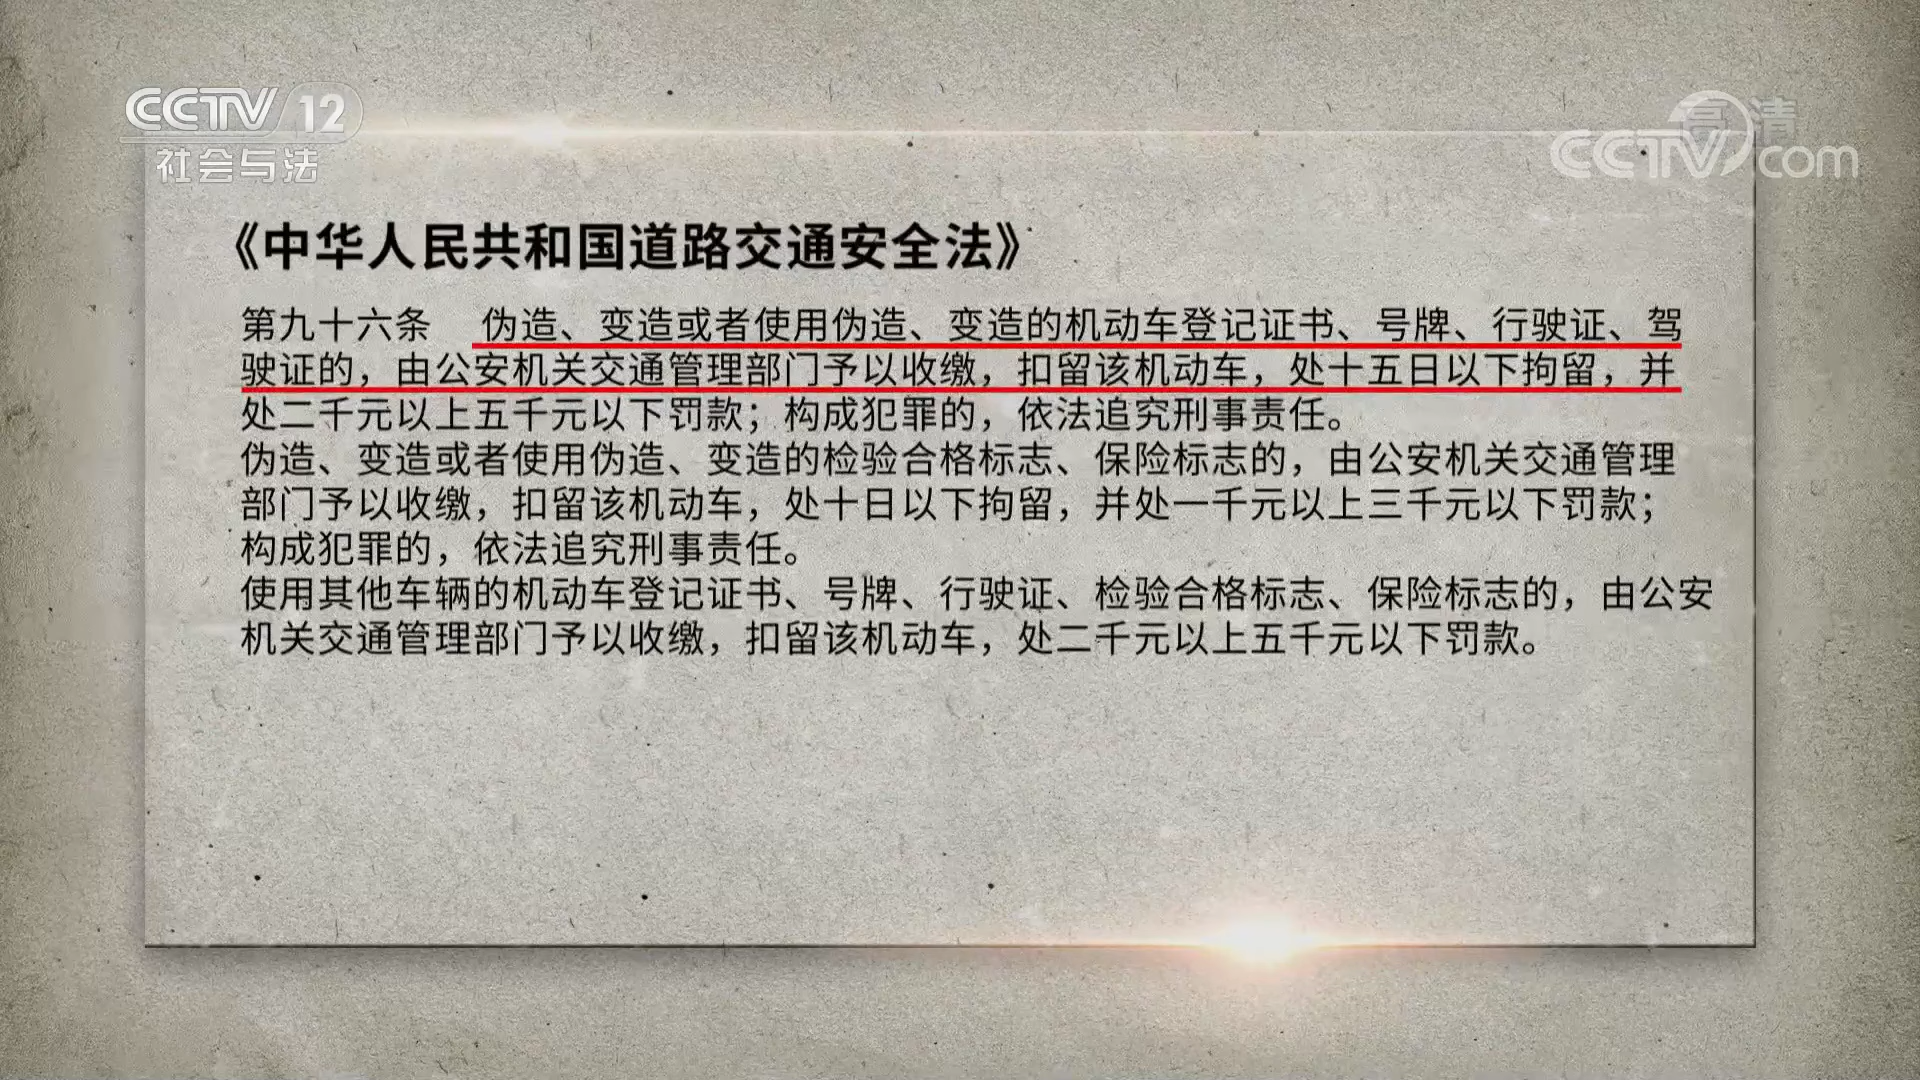 CCTV 12
社会与法
高清
CCTV.com
《中华人民共和国道路交通安全法》
第九十六条 伪造、变造或者使用伪造、变造的机动车登记证书、号牌、行驶证、驾
驶证的，由公安机关交通管理部门予以收缴，扣留该机动车，处十五日以下拘留，并
处二千元以上五千元以下罚款；构成犯罪的，依法追究刑事责任。
伪造、变造或者使用伪造、变造的检验合格标志、保险标志的，由公安机关交通管理
部门予以收缴，扣留该机动车，处十日以下拘留，并处一千元以上三千元以下罚款；
构成犯罪的，依法追究刑事责任。
使用其他车辆的机动车登记证书、号牌、行驶证、检验合格标志、保险标志的，由公安
机关交通管理部门予以收缴，扣留该机动车，处二千元以上五千元以下罚款。